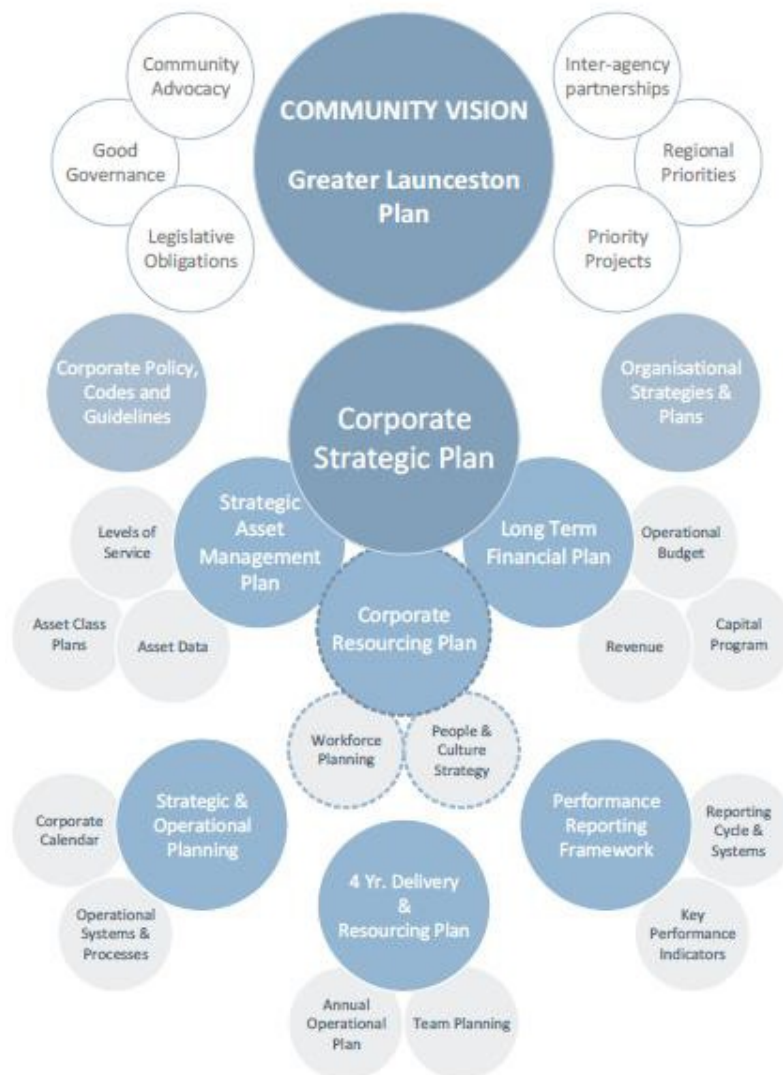 Community
Advocacy
Good
Governance
Legislative
Obligations
COMMUNITY VISION
Greater Launceston
Plan
Inter-agency
partnerships
Regional
Priorities
Priority
Projects
Corporate Policy,
Codes and
Guidelines
Corporate
Strategic Plan
Organisational
Strategies &
Plans
Strategic
Asset
Management
Plan
Levels of
Service
Asset Class
Plans
Asset Data
Corporate
Resourcing Plan
Long Term
Financial Plan
Operational
Budget
Revenue
Capital
Program
Workforce
Planning
People &
Culture
Strategy
Strategic &
Operational
Planning
Corporate
Calendar
Operational
Systems &
Processes
4 Yr. Delivery
&
Resourcing Plan
Annual
Operational
Plan
Team Planning
Performance
Reporting
Framework
Reporting
Cycle &
Systems
Key
Performance
Indicators